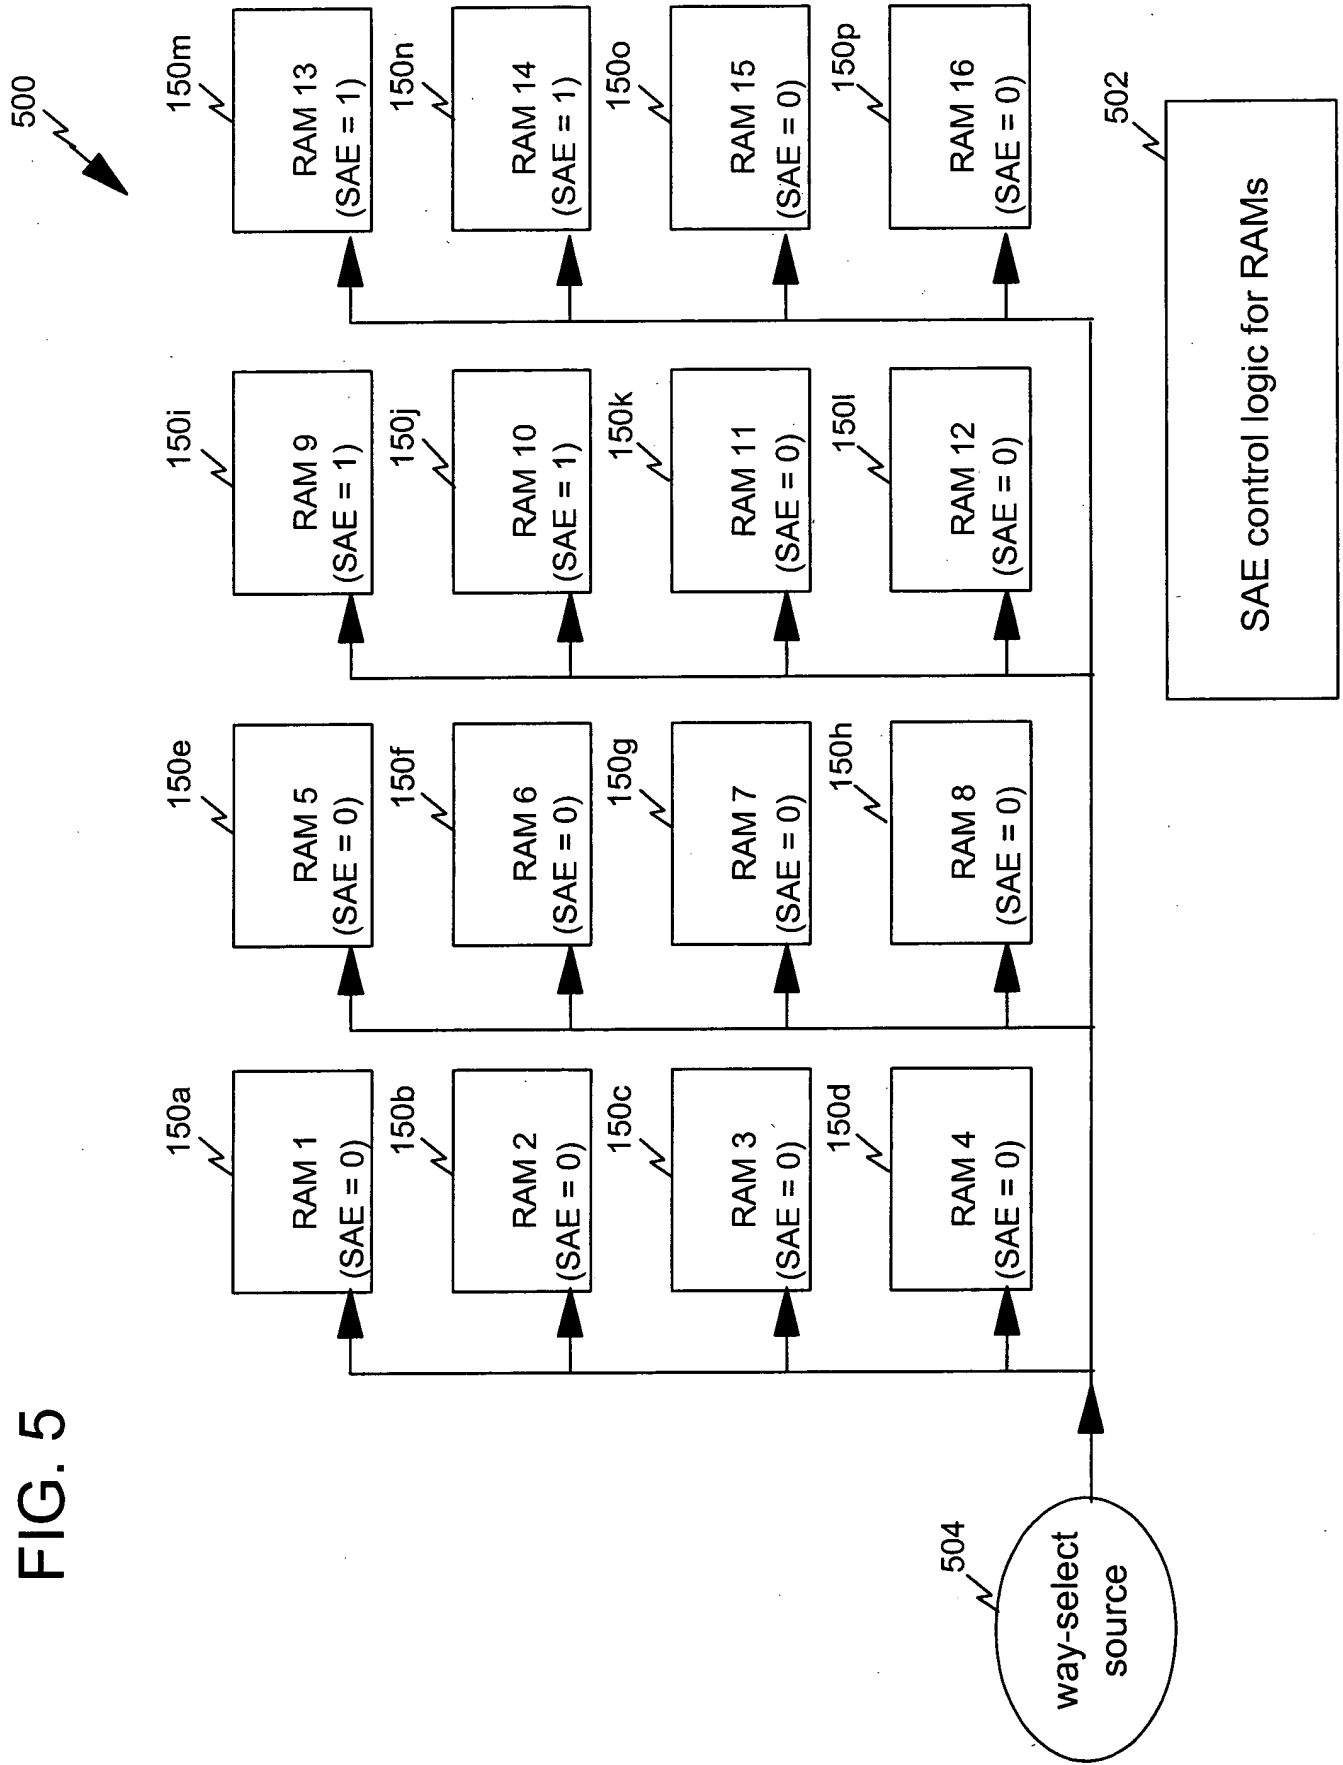 FIG. 5
500
150a
RAM 1
(SAE = 0)
150b
RAM 2
(SAE = 0)
150c
RAM 3
(SAE = 0)
150d
RAM 4
(SAE = 0)
150e
RAM 5
(SAE = 0)
150f
RAM 6
(SAE = 0)
150g
RAM 7
(SAE = 0)
150h
RAM 8
(SAE = 0)
150i
RAM 9
(SAE = 1)
150j
RAM 10
(SAE = 1)
150k
RAM 11
(SAE = 0)
150l
RAM 12
(SAE = 0)
150m
RAM 13
(SAE = 1)
150n
RAM 14
(SAE = 1)
150o
RAM 15
(SAE = 0)
150p
RAM 16
(SAE = 0)
504
way-select
source
502
SAE control logic for RAMs